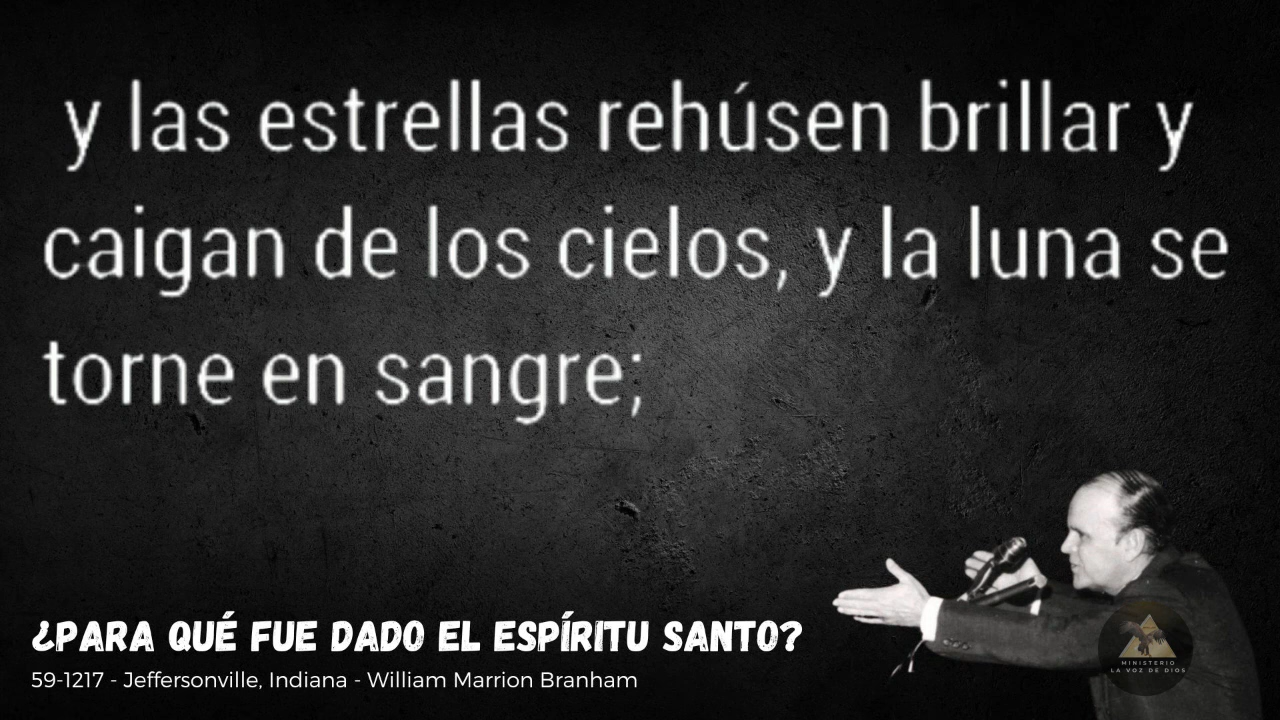 y las estrellas rehúsen brillar y
caigan de los cielos, y la luna se
torne en sangre;
¿PARA QUÉ FUE DADO EL ESPÍRITU SANTO?
59-1217 - Jeffersonville, Indiana - William Marrion Branham
MINISTERIO
LA VOZ DE DIOS